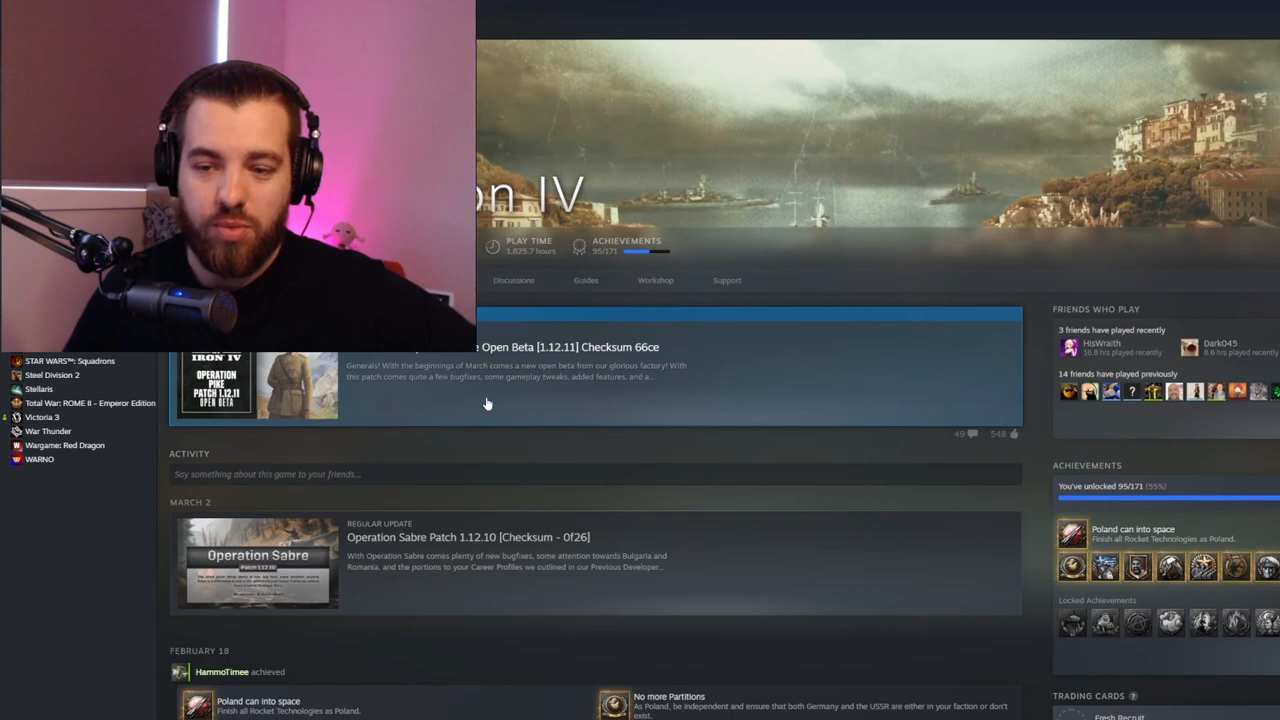 on IV
PLAY TIME
1,625.7 hours
ACHIEVEMENTS
95/171
Discussions
Guides
Workshop
Support
e Open Beta [1.12.11] Checksum 66ce
Generals! With the beginnings of March comes a new open beta from our glorious factory! With
this patch comes quite a few bugfixes, some gameplay tweaks, added features, and a...
IRON IV
OPERATION
PIKE
PATCH 1.12.11
OPEN BETA
49
548
STAR WARS™: Squadrons
Steel Division 2
Stellaris
Total War: ROME II - Emperor Edition
Victoria 3
War Thunder
Wargame: Red Dragon
WARNO
ACTIVITY
Say something about this game to your friends...
MARCH 2
REGULAR UPDATE
Operation Sabre Patch 1.12.10 [Checksum - 0f26]
With Operation Sabre comes plenty of new bugfixes, some attention towards Bulgaria and
Romania, and the portions to your Career Profiles we outlined in our Previous Developer...
Operation Sabre
Patch 1.12.10
FEBRUARY 18
HammoTimee achieved
Poland can into space
Finish all Rocket Technologies as Poland.
No more Partitions
As Poland, be independent and ensure that both Germany and the USSR are either in your faction or don't
exist.
FRIENDS WHO PLAY
3 friends have played recently
HisWraith
16.8 hrs played recently
Dark045
8.6 hrs played recently
14 friends have played previously
?
ACHIEVEMENTS
You've unlocked 95/171 (55%)
Poland can into space
Finish all Rocket Technologies as Poland.
Locked Achievements
TRADING CARDS ?
Fresh Recruit